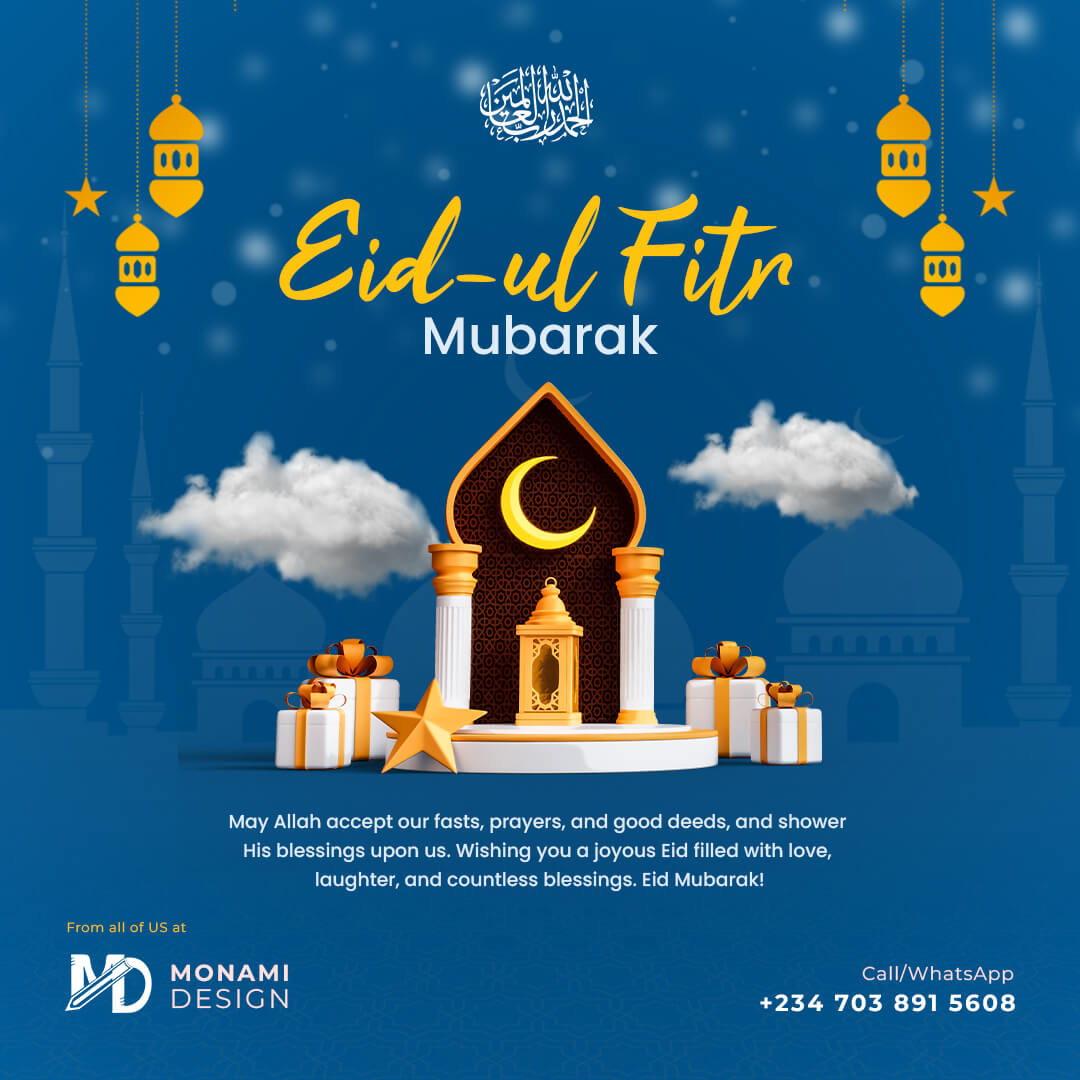 الحمد لله رب العالمين
Eid-ul Fitr
Mubarak
May Allah accept our fasts, prayers, and good deeds, and shower
His blessings upon us. Wishing you a joyous Eid filled with love,
laughter, and countless blessings. Eid Mubarak!
From all of US at
MD
MONAMI
DESIGN
Call/WhatsApp
+234 703 891 5608